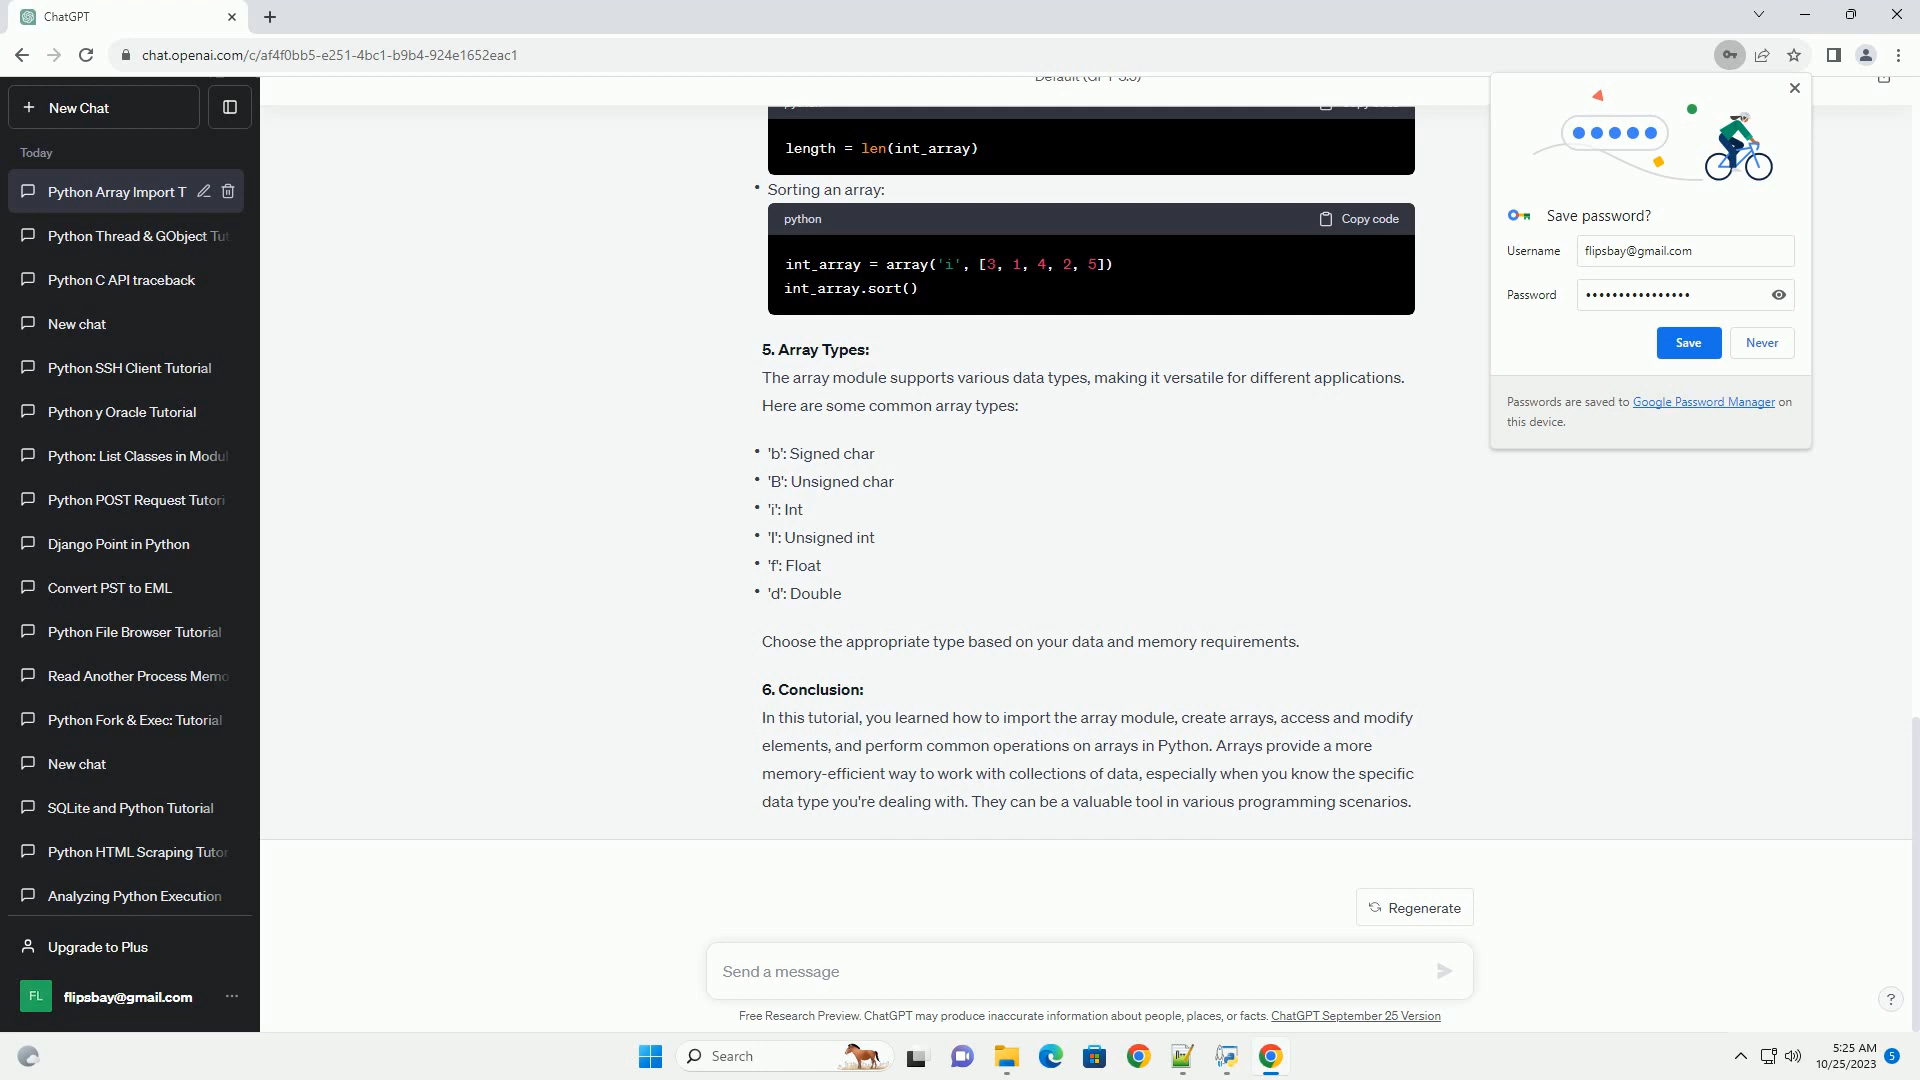 ChatGPT
chat.openai.com/c/af4f0bb5-e251-4bc1-b9b4-924e1652eac1
New Chat
Today
Python Array Import T
Python Thread & GObject Tut
Python C API traceback
New chat
Python SSH Client Tutorial
Python y Oracle Tutorial
Python: List Classes in Modul
Python POST Request Tutori
Django Point in Python
Convert PST to EML
Python File Browser Tutorial
Read Another Process Memo
Python Fork & Exec: Tutorial
New chat
SQLite and Python Tutorial
Python HTML Scraping Tutor
Analyzing Python Execution
Upgrade to Plus
FL
flipsbay@gmail.com
Default (GPT-3.5)
length = len(int_array)
• Sorting an array:
python
Copy code
int_array = array('i', [3, 1, 4, 2, 5])
int_array.sort()
5. Array Types:
The array module supports various data types, making it versatile for different applications.
Here are some common array types:
• 'b': Signed char
• 'B': Unsigned char
• 'i': Int
• 'I': Unsigned int
• 'f': Float
• 'd': Double
Choose the appropriate type based on your data and memory requirements.
6. Conclusion:
In this tutorial, you learned how to import the array module, create arrays, access and modify
elements, and perform common operations on arrays in Python. Arrays provide a more
memory-efficient way to work with collections of data, especially when you know the specific
data type you're dealing with. They can be a valuable tool in various programming scenarios.
Regenerate
Send a message
Free Research Preview. ChatGPT may produce inaccurate information about people, places, or facts. ChatGPT September 25 Version
?
Save password?
Username
flipsbay@gmail.com
Password
••••••••••••••••
Save
Never
Passwords are saved to Google Password Manager on
this device.
Search
5:25 AM
10/25/2023
5